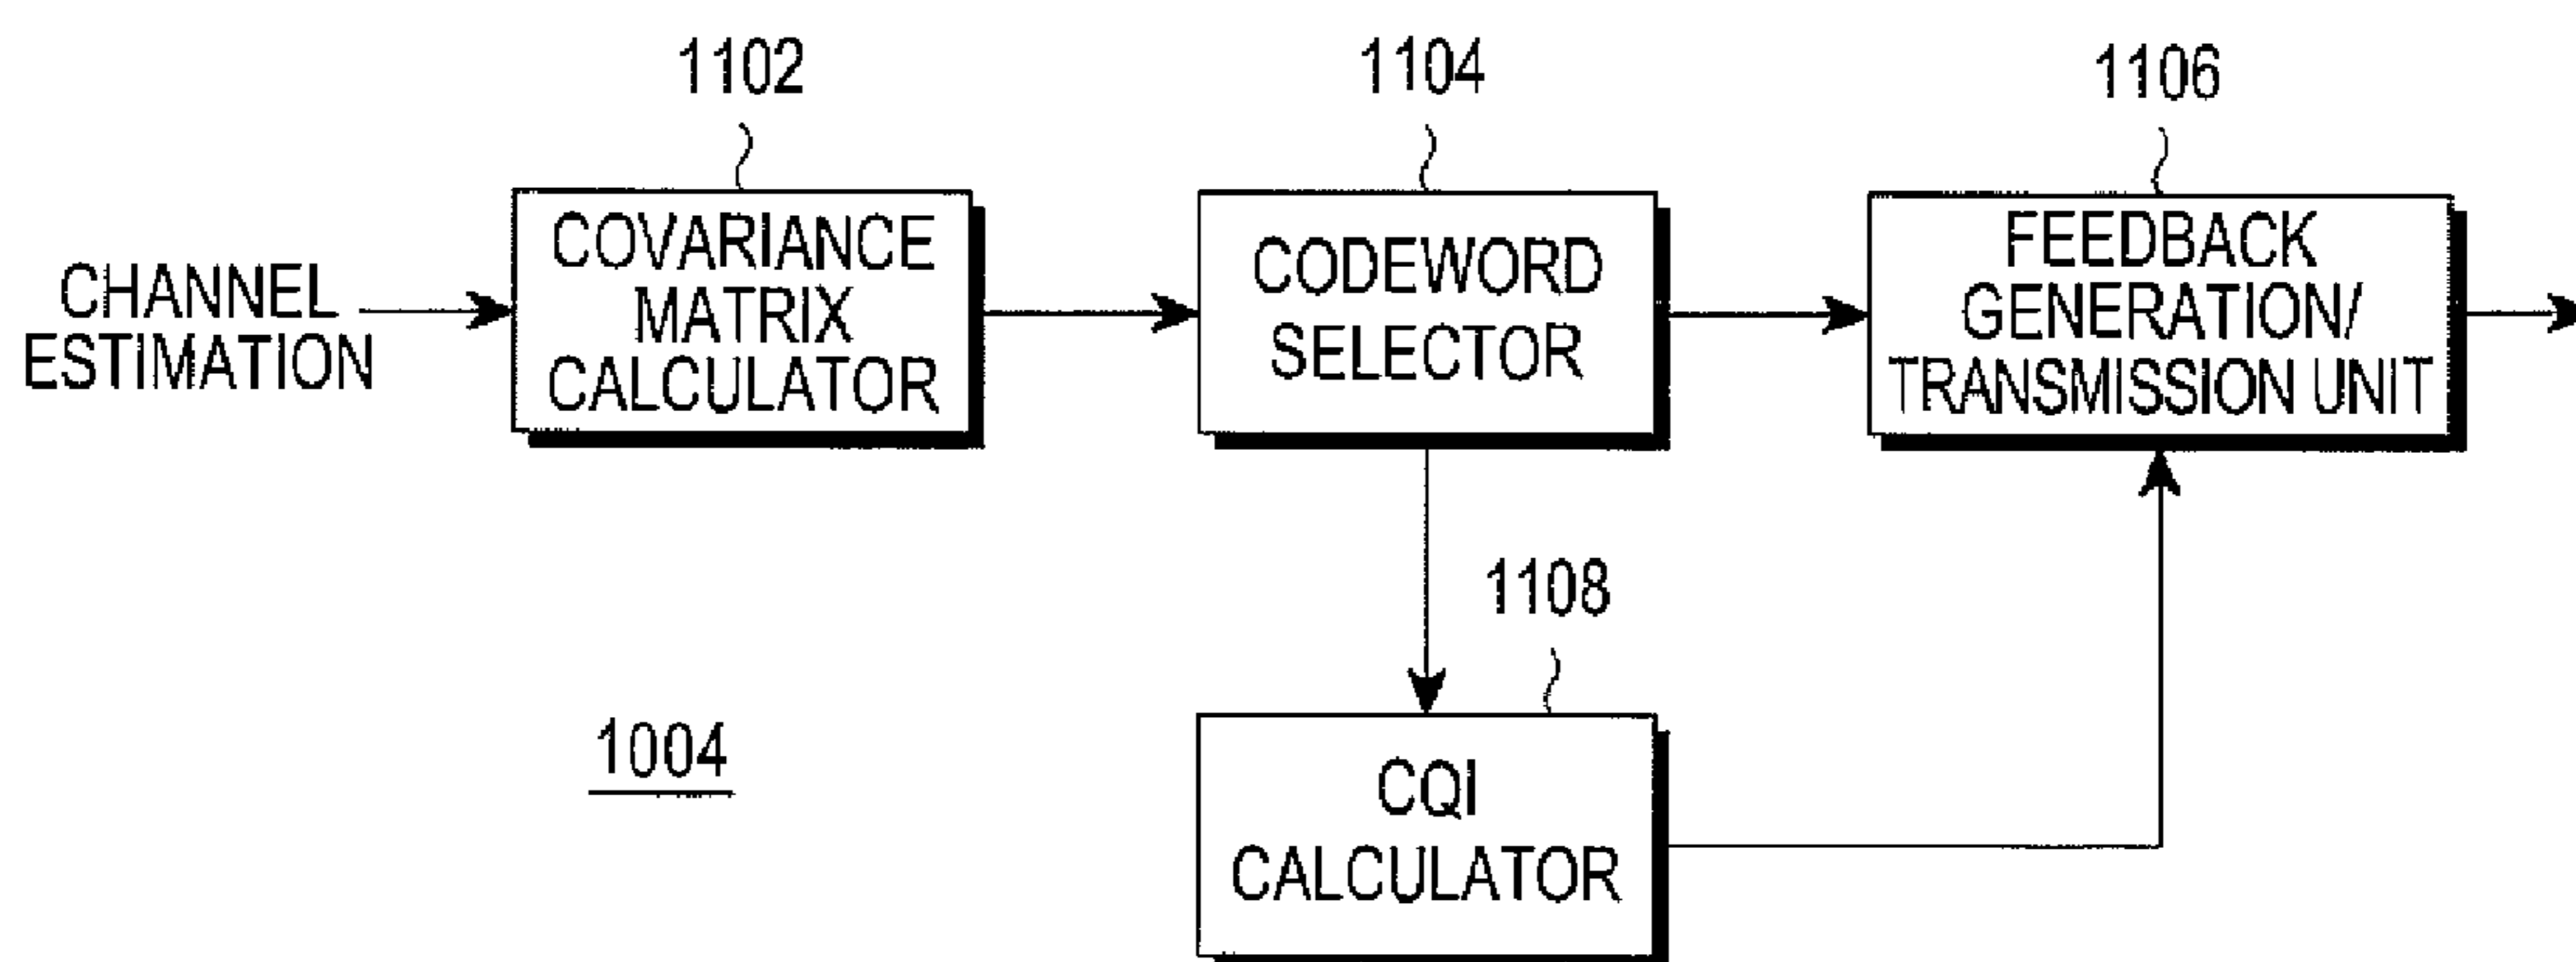 1102
1104
1106
CHANNEL
ESTIMATION
COVARIANCE
MATRIX
CALCULATOR
CODEWORD
SELECTOR
FEEDBACK
GENERATION/
TRANSMISSION UNIT
1108
1004
CQI
CALCULATOR